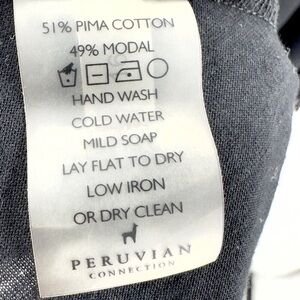 51% PIMA COTTON
49% MODAL
HAND WASH
COLD WATER
MILD SOAP
LAY FLAT TO DRY
LOW IRON
OR DRY CLEAN
PERUVIAN
CONNECTION